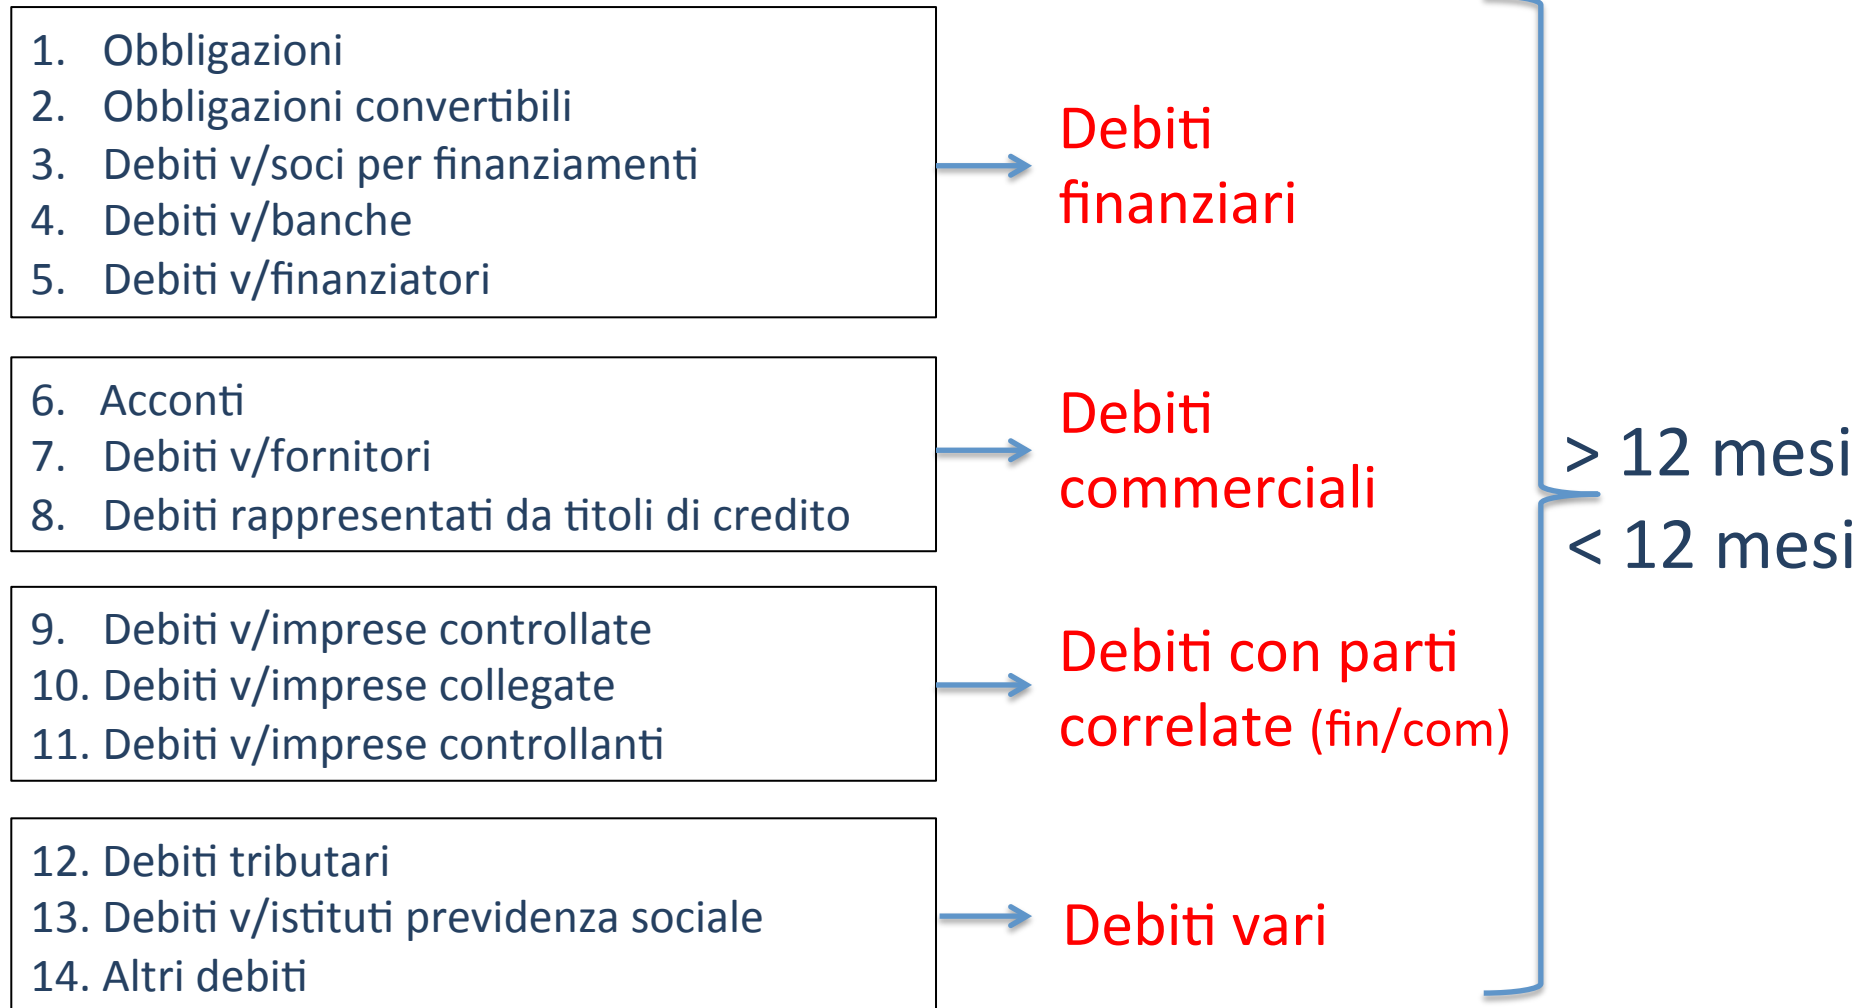 1. Obbligazioni
2. Obbligazioni convertibili
3. Debiti v/soci per finanziamenti
4. Debiti v/banche
5. Debiti v/finanziatori
Debiti
finanziari
6. Acconti
7. Debiti v/fornitori
8. Debiti rappresentati da titoli di credito
Debiti
commerciali
9. Debiti v/imprese controllate
10. Debiti v/imprese collegate
11. Debiti v/imprese controllanti
Debiti con parti
correlate (fin/com)
12. Debiti tributari
13. Debiti v/istituti previdenza sociale
14. Altri debiti
Debiti vari
> 12 mesi
< 12 mesi